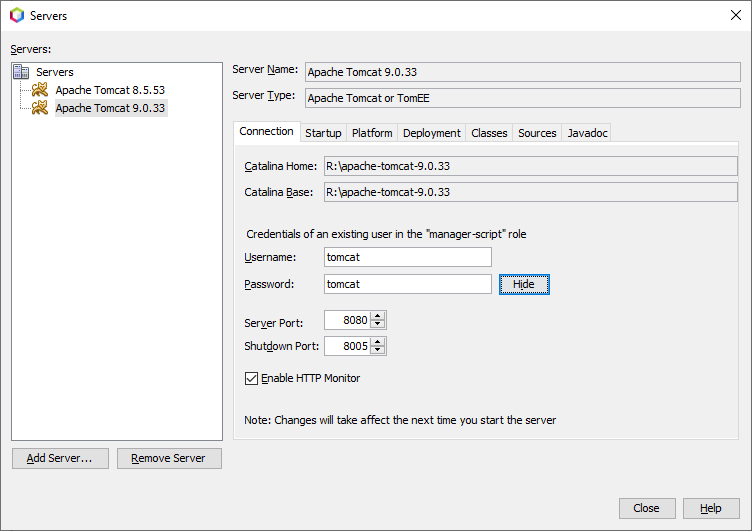 Servers
Servers:
Servers
Apache Tomcat 8.5.53
Apache Tomcat 9.0.33
Add Server...
Remove Server
Server Name: Apache Tomcat 9.0.33
Server Type: Apache Tomcat or TomEE
Connection Startup Platform Deployment Classes Sources Javadoc
Catalina Home: R:\apache-tomcat-9.0.33
Catalina Base: R:\apache-tomcat-9.0.33
Credentials of an existing user in the "manager-script" role
Username: tomcat
Password: tomcat Hide
Server Port: 8080
Shutdown Port: 8005
Enable HTTP Monitor
Note: Changes will take affect the next time you start the server
Close Help